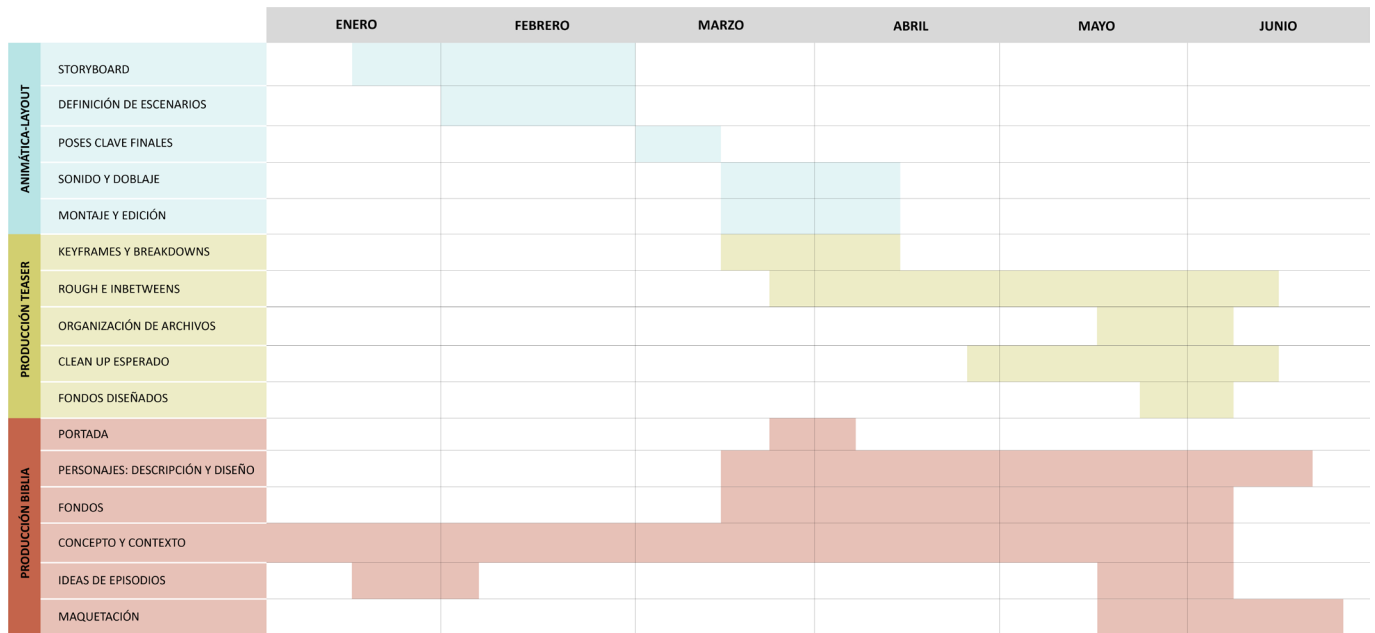 ENERO
FEBRERO
MARZO
ABRIL
MAYO
JUNIO
ANIMÁTICA-LAYOUT
STORYBOARD
DEFINICIÓN DE ESCENARIOS
POSES CLAVE FINALES
SONIDO Y DOBLAJE
MONTAJE Y EDICIÓN
PRODUCCIÓN TEASER
KEYFRAMES Y BREAKDOWNS
ROUGH E INBETWEENS
ORGANIZACIÓN DE ARCHIVOS
CLEAN UP ESPERADO
FONDOS DISEÑADOS
PRODUCCIÓN BIBLIA
PORTADA
PERSONAJES: DESCRIPCIÓN Y DISEÑO
FONDOS
CONCEPTO Y CONTEXTO
IDEAS DE EPISODIOS
MAQUETACIÓN